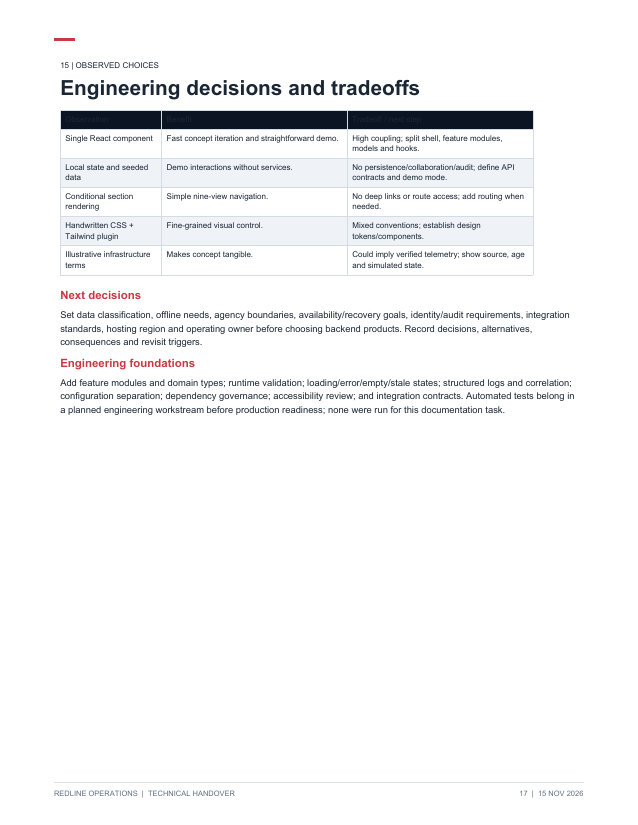 15 | OBSERVED CHOICES
Engineering decisions and tradeoffs
Observation Benefit Tradeoff / next step
Single React component Fast concept iteration and straightforward demo. High coupling; split shell, feature modules,
models and hooks.
Local state and seeded Demo interactions without services. No persistence/collaboration/audit; define API
data contracts and demo mode.
Conditional section Simple nine-view navigation. No deep links or route access; add routing when
rendering needed.
Handwritten CSS + Fine-grained visual control. Mixed conventions; establish design
Tailwind plugin tokens/components.
Illustrative infrastructure Makes concept tangible. Could imply verified telemetry; show source, age
terms and simulated state.
Next decisions
Set data classification, offline needs, agency boundaries, availability/recovery goals, identity/audit requirements, integration
standards, hosting region and operating owner before choosing backend products. Record decisions, alternatives,
consequences and revisit triggers.
Engineering foundations
Add feature modules and domain types; runtime validation; loading/error/empty/stale states; structured logs and correlation;
configuration separation; dependency governance; accessibility review; and integration contracts. Automated tests belong in
a planned engineering workstream before production readiness; none were run for this documentation task.
REDLINE OPERATIONS | TECHNICAL HANDOVER 17 | 15 NOV 2026